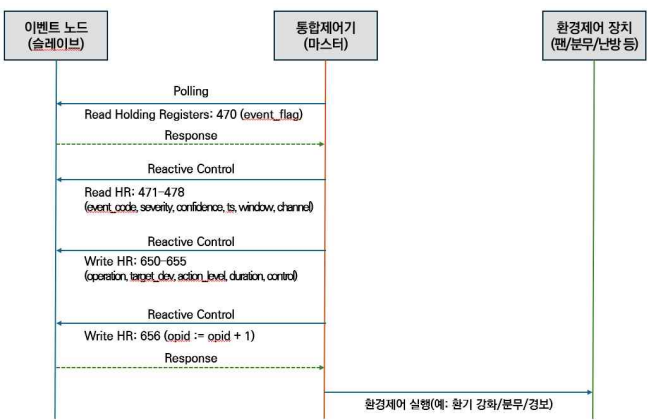 이벤트 노드
(슬레이브)
통합제어기
(마스터)
환경제어 장치
(팬/분무/난방 등)
Polling
Read Holding Registers: 470 (event_flag)
Response
Reactive Control
Read HR: 471-478
(event_code, severity, confidence, ts, window, channel)
Reactive Control
Write HR: 650-655
(operation, target_dev, action_level, duration, control)
Reactive Control
Write HR: 656 (opid := opid + 1)
Response
환경제어 실행(예: 환기 강화/분무/경보)